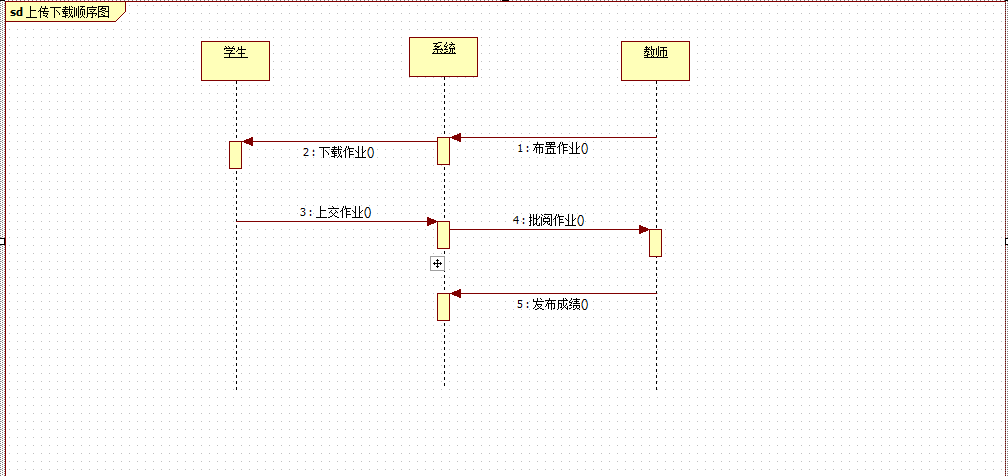 sd 上传下载顺序图
学生
系统
教师
1 : 布置作业()
2 : 下载作业()
3 : 上交作业()
4 : 批阅作业()
5 : 发布成绩()